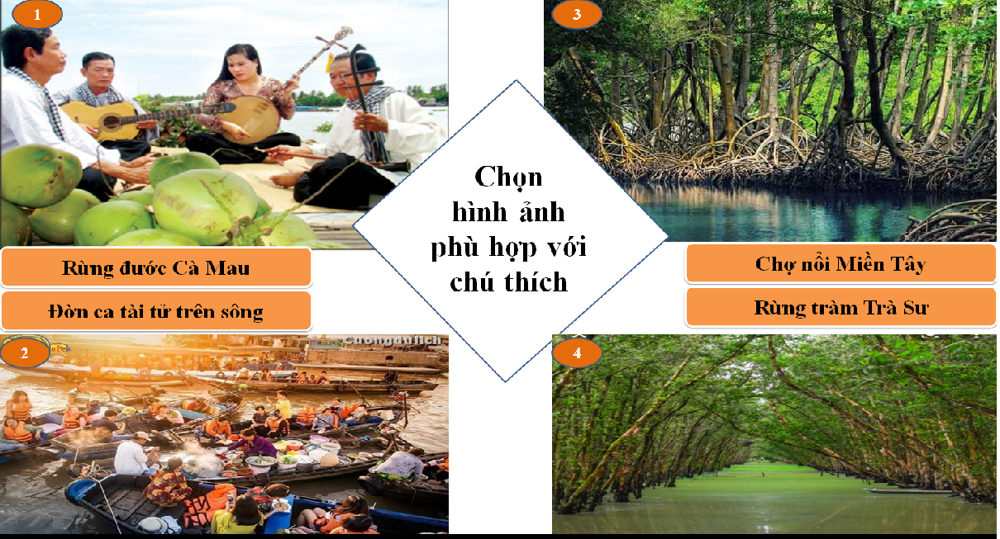 1
3
Chọn
hình ảnh
phù hợp với
chú thích
Rừng đước Cà Mau
Đờn ca tài tử trên sông
Chợ nổi Miền Tây
Rừng tràm Trà Sư
2
Cuongdulich
4